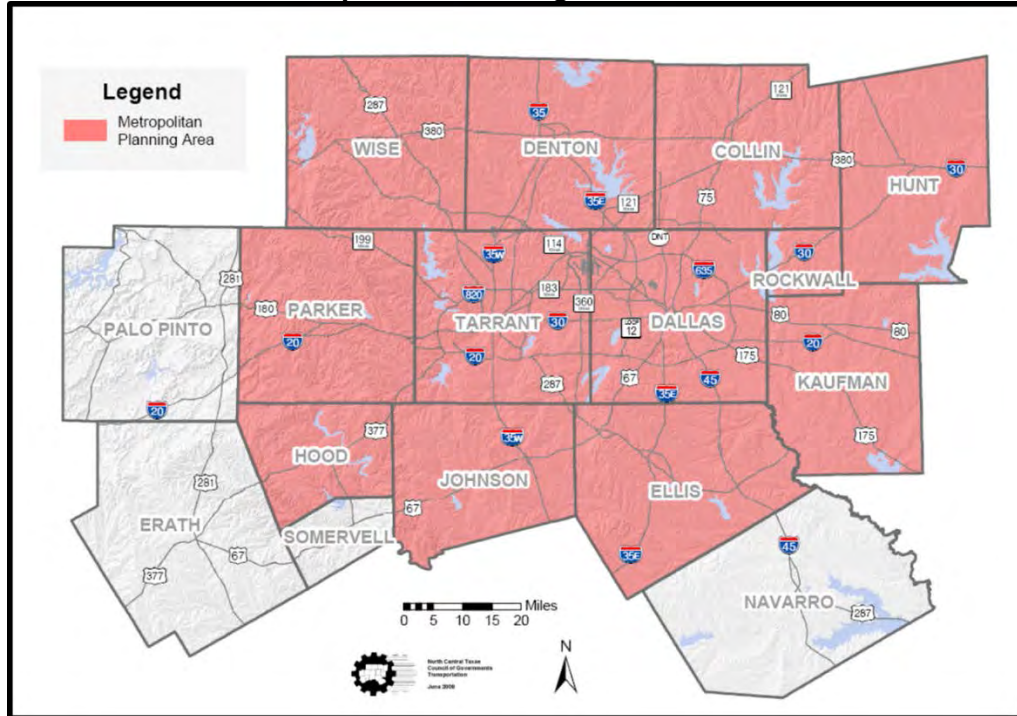 Legend
Metropolitan
Planning Area
287
380
WISE
35
DENTON
35E
121
121
COLLIN
75
380
30
HUNT
199
281
180
PARKER
20
PALO PINTO
20
35W
114
820
183
360
TARRANT
30
20
287
DNT
635
LOOP
12
DALLAS
67
175
35E
45
30
ROCKWALL
80
80
20
KAUFMAN
175
377
HOOD
281
ERATH
67
377
SOMERVELL
67
35W
JOHNSON
ELLIS
35E
45
NAVARRO
287
Miles
0 5 10 15 20
N
North Central Texas
Council of Governments
Transportation